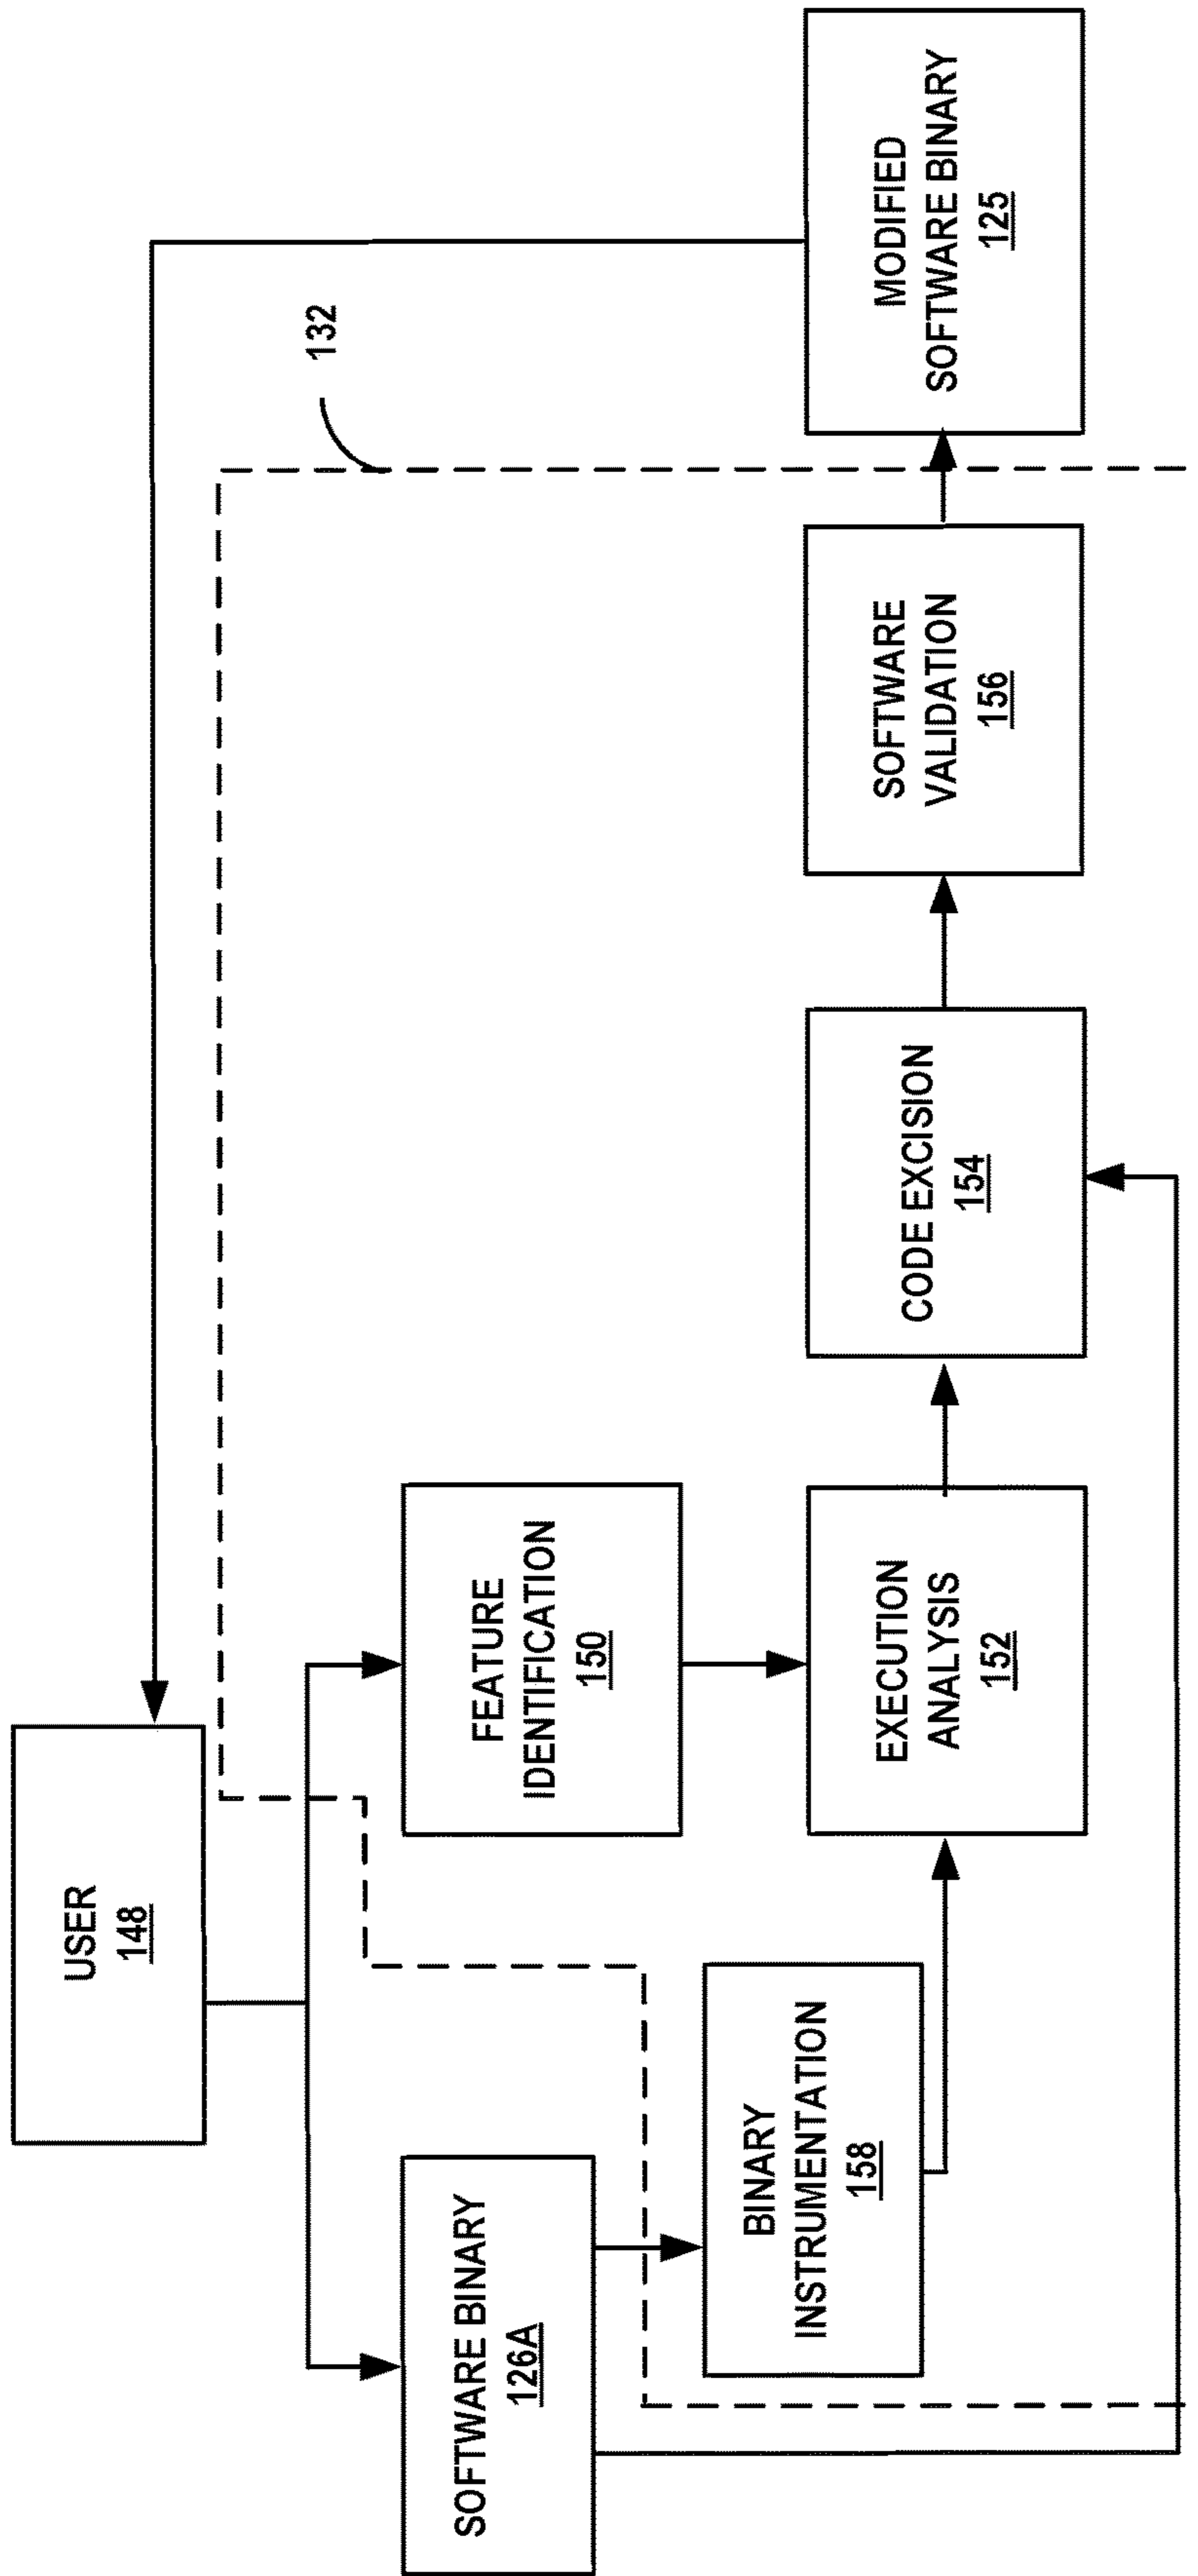 USER
148
132
SOFTWARE BINARY
126A
FEATURE
IDENTIFICATION
150
BINARY
INSTRUMENTATION
158
EXECUTION
ANALYSIS
152
CODE EXCISION
154
SOFTWARE
VALIDATION
156
MODIFIED
SOFTWARE BINARY
125